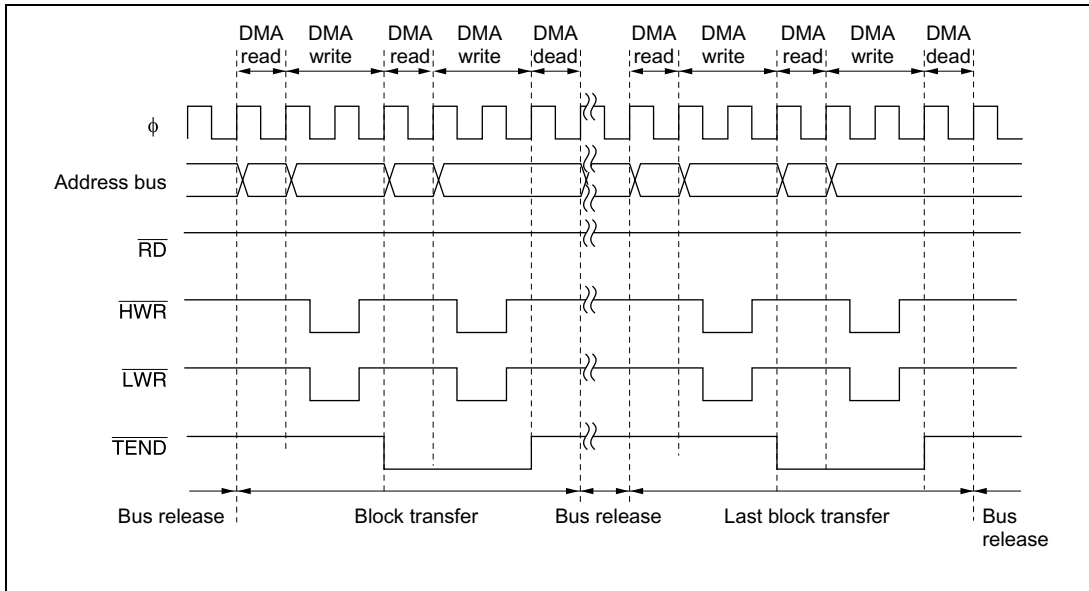 DMA read
DMA write
DMA read
DMA write
DMA dead
DMA read
DMA write
DMA read
DMA write
DMA dead
ϕ
Address bus
RD
HWR
LWR
TEND
Bus release
Block transfer
Bus release
Last block transfer
Bus release